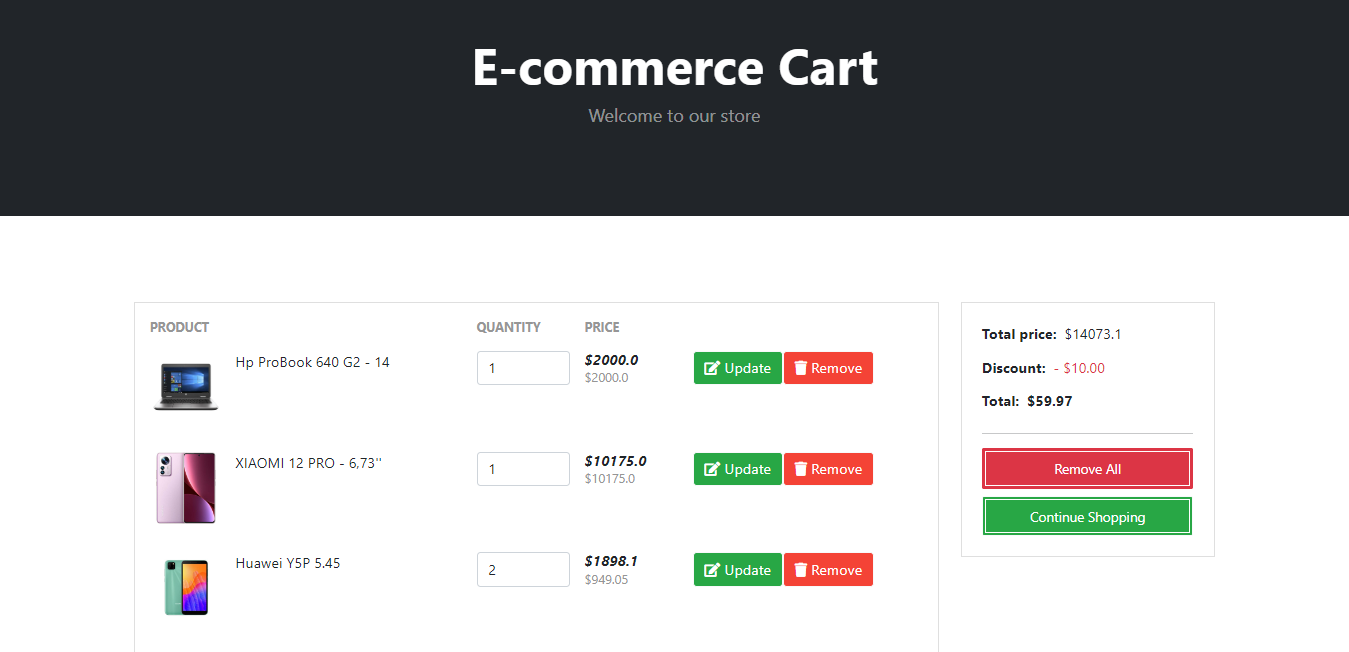 E-commerce Cart
Welcome to our store
PRODUCT QUANTITY PRICE
Hp ProBook 640 G2 - 14 1 $2000.0 Update Remove
$2000.0
XIAOMI 12 PRO - 6,73'' 1 $10175.0 Update Remove
$10175.0
Huawei Y5P 5.45 2 $1898.1 Update Remove
$949.05
Total price: $14073.1
Discount: - $10.00
Total: $59.97
Remove All
Continue Shopping